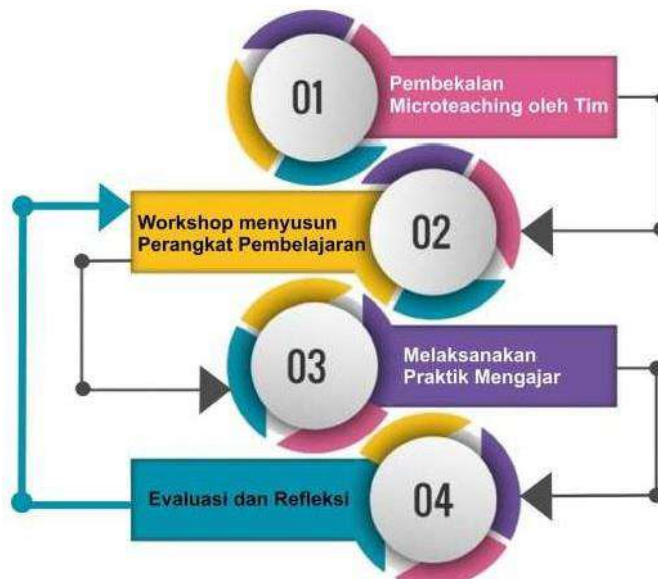 01
Pembekalan
Microteaching oleh Tim
Workshop menyusun
Perangkat Pembelajaran
02
03
Melaksanakan
Praktik Mengajar
Evaluasi dan Refleksi
04